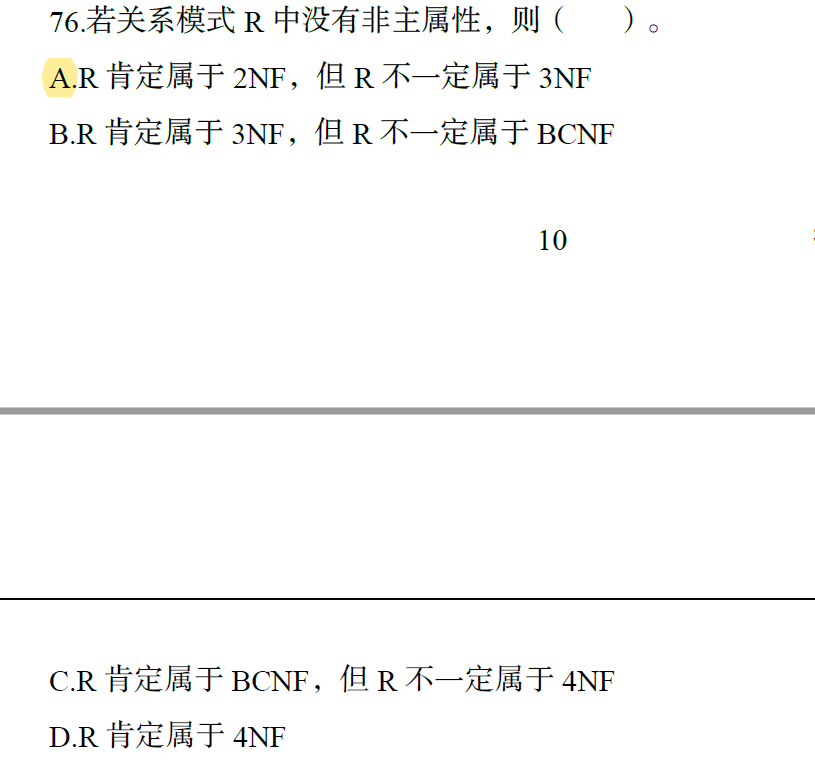 76.若关系模式 R 中没有非主属性，则（　　）。
A.R 肯定属于 2NF，但 R 不一定属于 3NF
B.R 肯定属于 3NF，但 R 不一定属于 BCNF
10
C.R 肯定属于 BCNF，但 R 不一定属于 4NF
D.R 肯定属于 4NF